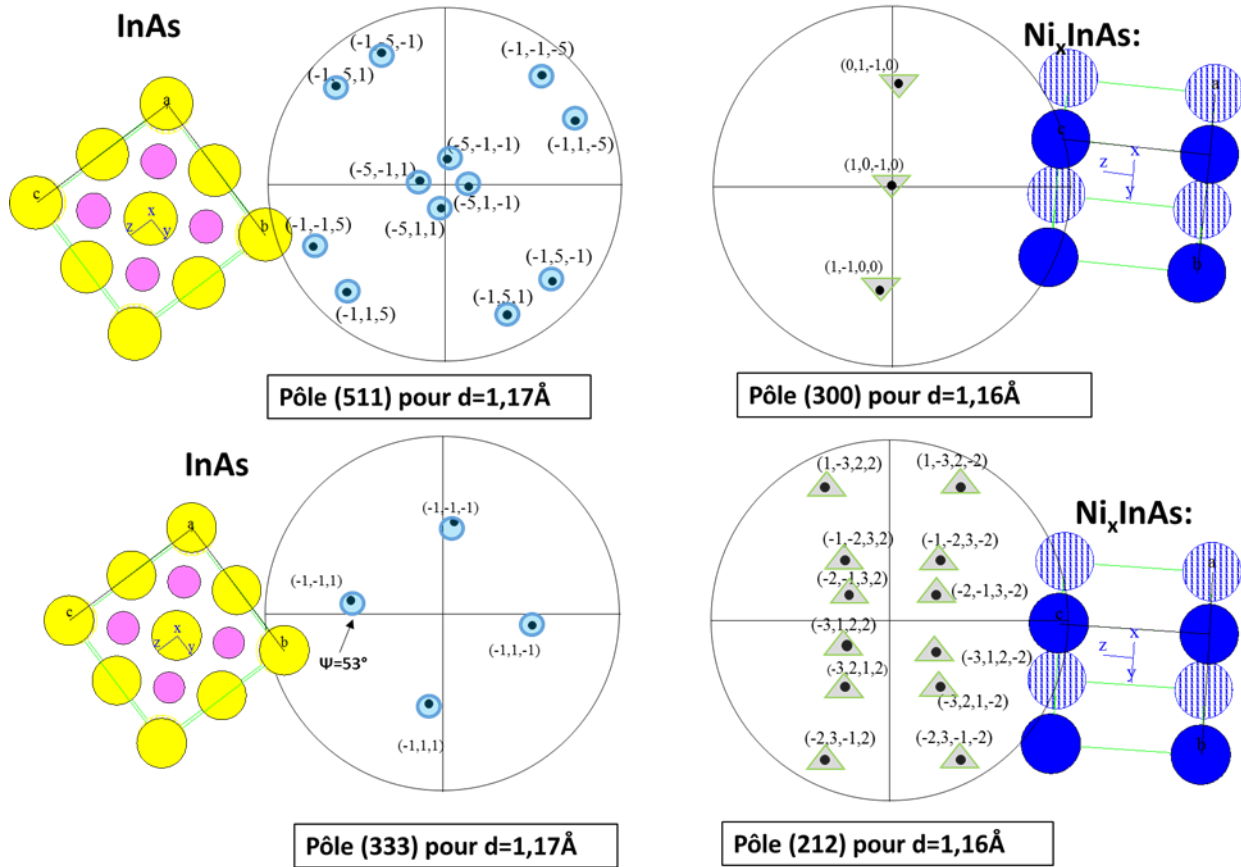 InAs
a
c
b
x
z
y
(-1,-5,-1)
(-1,-5,1)
(-1,-1,-5)
(-1,1,-5)
(-5,-1,-1)
(-5,-1,1)
(-5,1,-1)
(-5,1,1)
(-1,-1,5)
(-1,1,5)
(-1,5,-1)
(-1,5,1)
Pôle (511) pour d=1,17Å
NixInAs:
(0,1,-1,0)
(1,0,-1,0)
(1,-1,0,0)
a
c
x
z
y
b
Pôle (300) pour d=1,16Å
InAs
a
c
b
x
z
y
(-1,-1,-1)
(-1,-1,1)
Ψ=53°
(-1,1,-1)
(-1,1,1)
Pôle (333) pour d=1,17Å
(1,-3,2,2)
(1,-3,2,-2)
(-1,-2,3,2)
(-1,-2,3,-2)
(-2,-1,3,2)
(-2,-1,3,-2)
(-3,1,2,2)
(-3,1,2,-2)
(-3,2,1,2)
(-3,2,1,-2)
(-2,3,-1,2)
(-2,3,-1,-2)
NixInAs:
a
c
x
z
y
b
Pôle (212) pour d=1,16Å